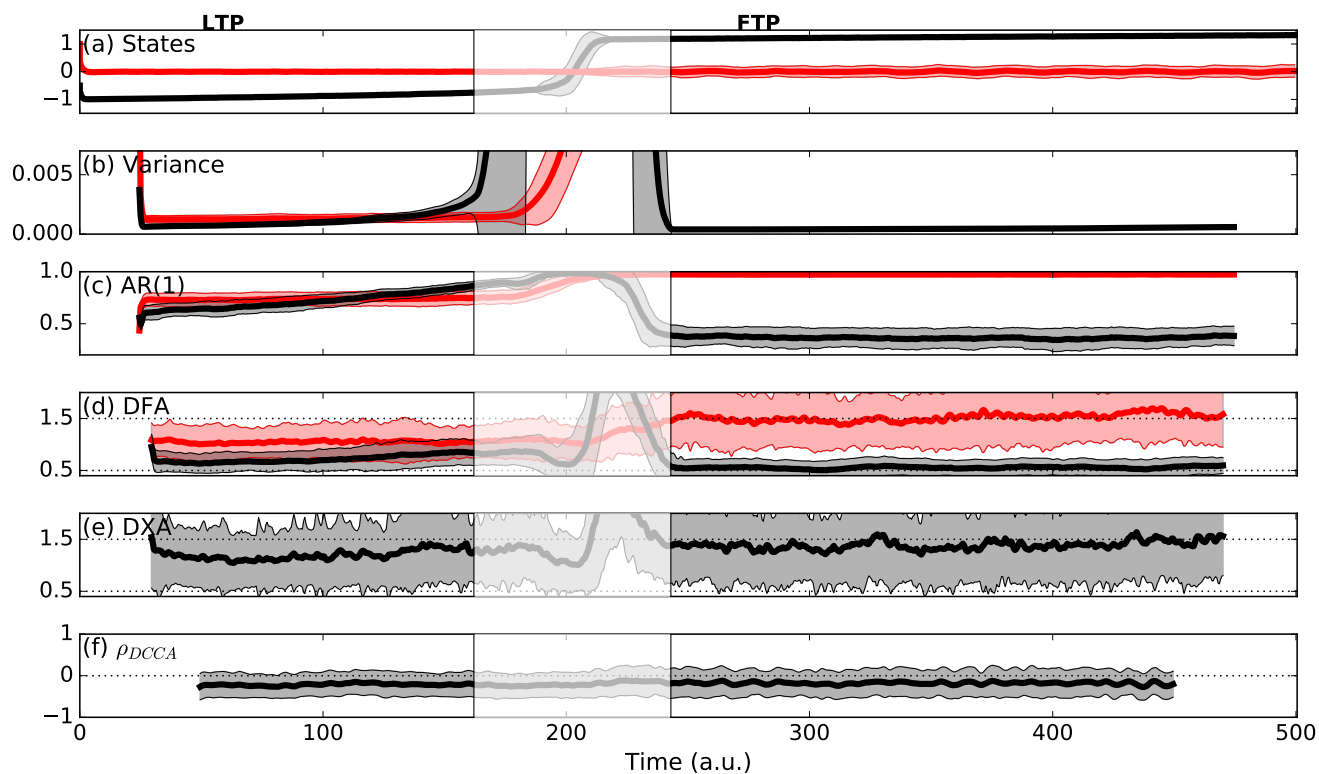 LTP FTP
(a) States
1
0
−1
(b) Variance
0.005
0.000
(c) AR(1)
1.0
0.5
(d) DFA
1.5
0.5
(e) DXA
1.5
0.5
(f) ρDCCA
1
0
−1
0 100 200 300 400 500
Time (a.u.)